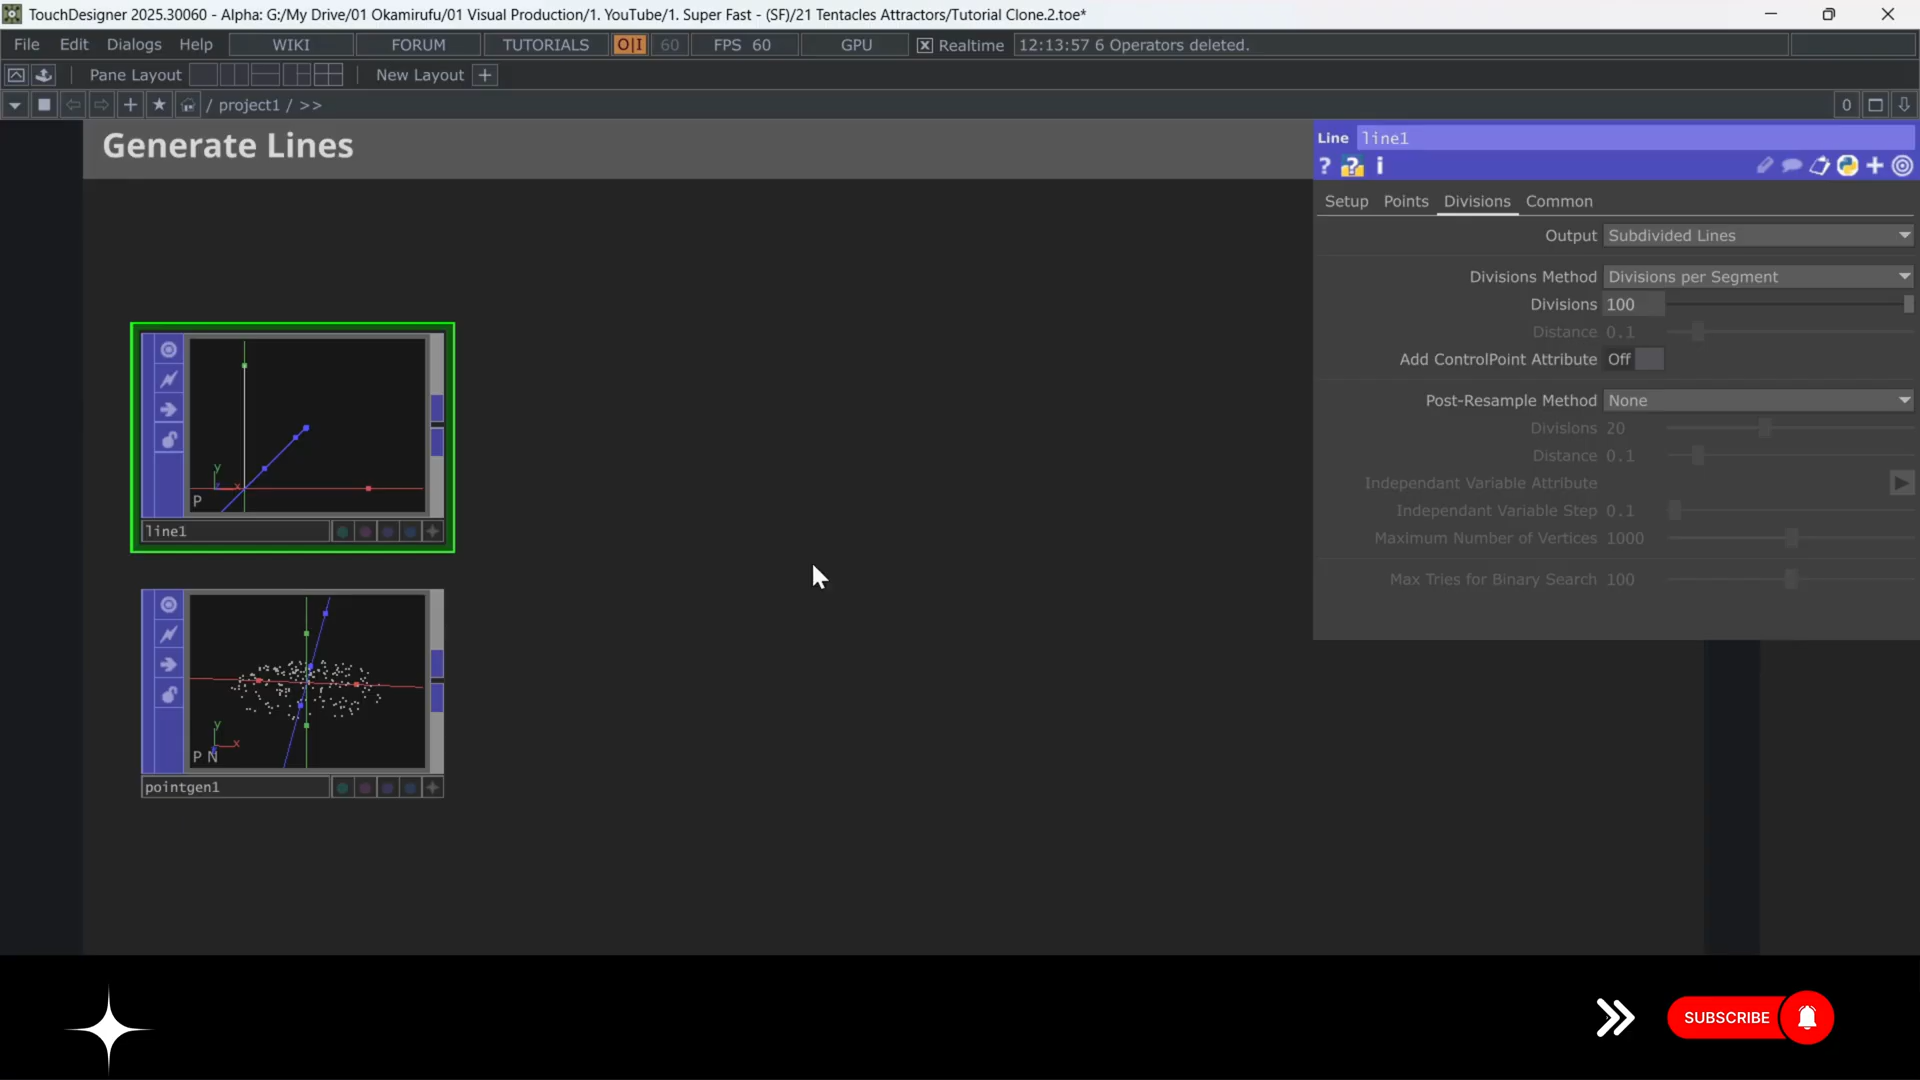 TouchDesigner 2025.30060 - Alpha: G:/My Drive/01 Okamirufu/01 Visual Production/1. YouTube/1. Super Fast - (SF)/21 Tentacles Attractors/Tutorial Clone.2.toe*
File Edit Dialogs Help WIKI FORUM TUTORIALS O|I 60 FPS 60 GPU X Realtime 12:13:57 6 Operators deleted.
Pane Layout New Layout +
/ project1 / >> 0
Generate Lines
Line line1
? ? i
Setup Points Divisions Common
Output Subdivided Lines
Divisions Method Divisions per Segment
Divisions 100
Distance 0.1
Add ControlPoint Attribute Off
Post-Resample Method None
Divisions 20
Distance 0.1
Independant Variable Attribute
Independant Variable Step 0.1
Maximum Number of Vertices 1000
Max Tries for Binary Search 100
y
x
P
line1
y
x
P N
pointgen1
SUBSCRIBE